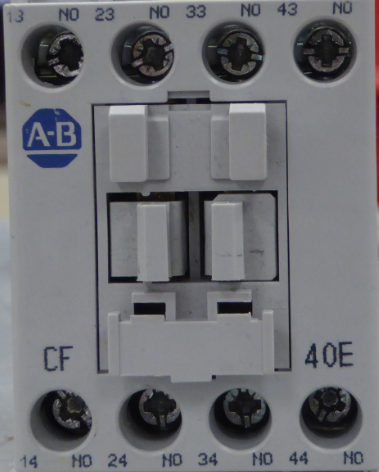 13 NO 23 NO 33 NO 43 NO
A-B
CF 40E
14 NO 24 NO 34 NO 44 NO